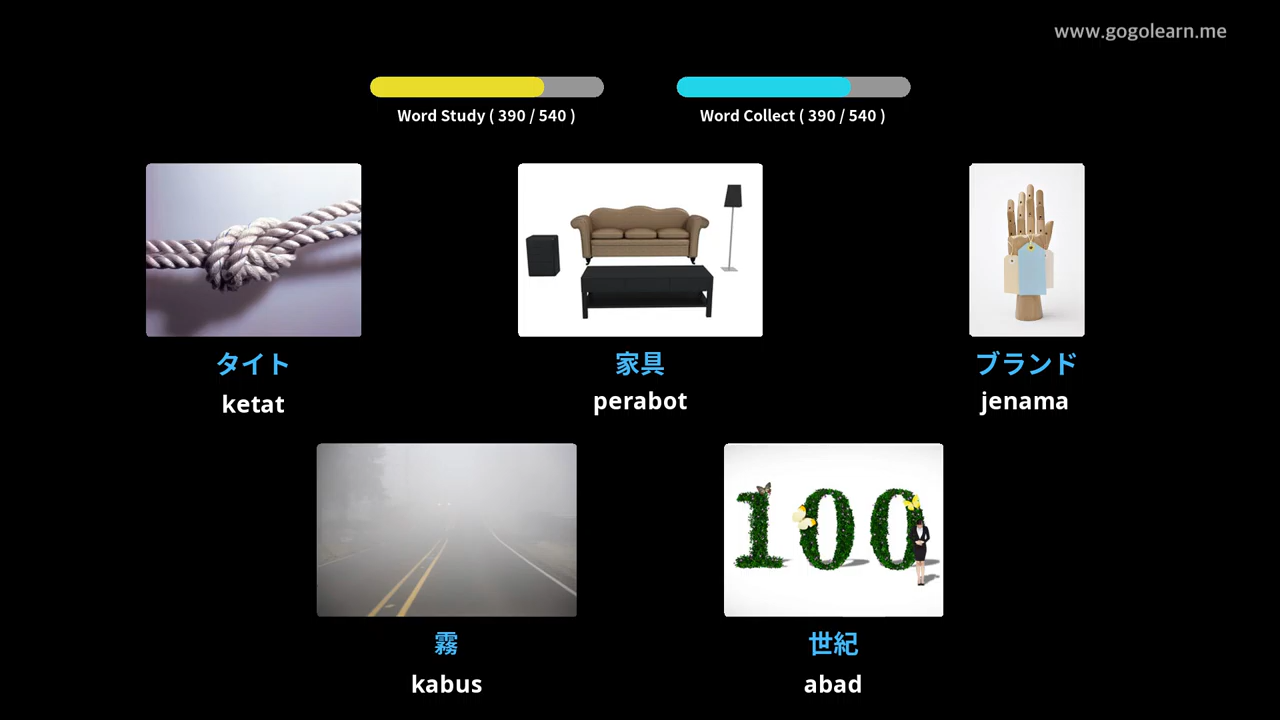 www.gogolearn.me
Word Study ( 390 / 540 )
Word Collect ( 390 / 540 )
タイト
ketat
家具
perabot
ブランド
jenama
霧
kabus
100
世紀
abad